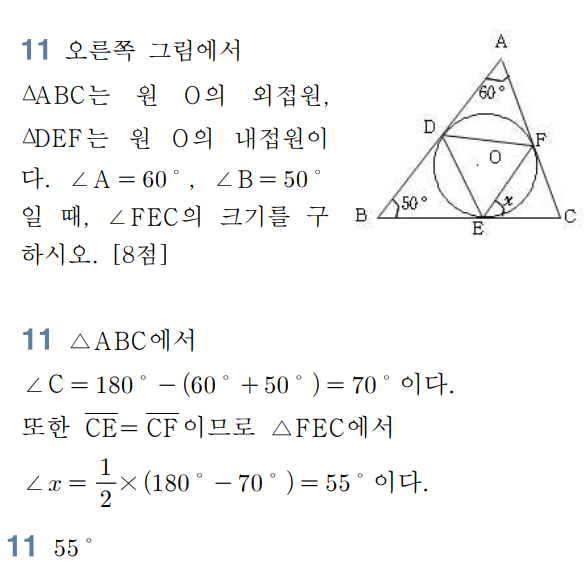 11 오른쪽 그림에서
△ABC는 원 O의 외접원,
△DEF는 원 O의 내접원이
다. ∠A=60°, ∠B=50°
일 때, ∠FEC의 크기를 구
하시오. [8점]
A
60°
D
F
O
B
50°
x
E
C
11 △ABC에서
∠C=180°-(60°+50°)=70°이다.
또한 \overline{CE}=\overline{CF}이므로 △FEC에서
∠x=\frac{1}{2}×(180°-70°)=55°이다.
11 55°